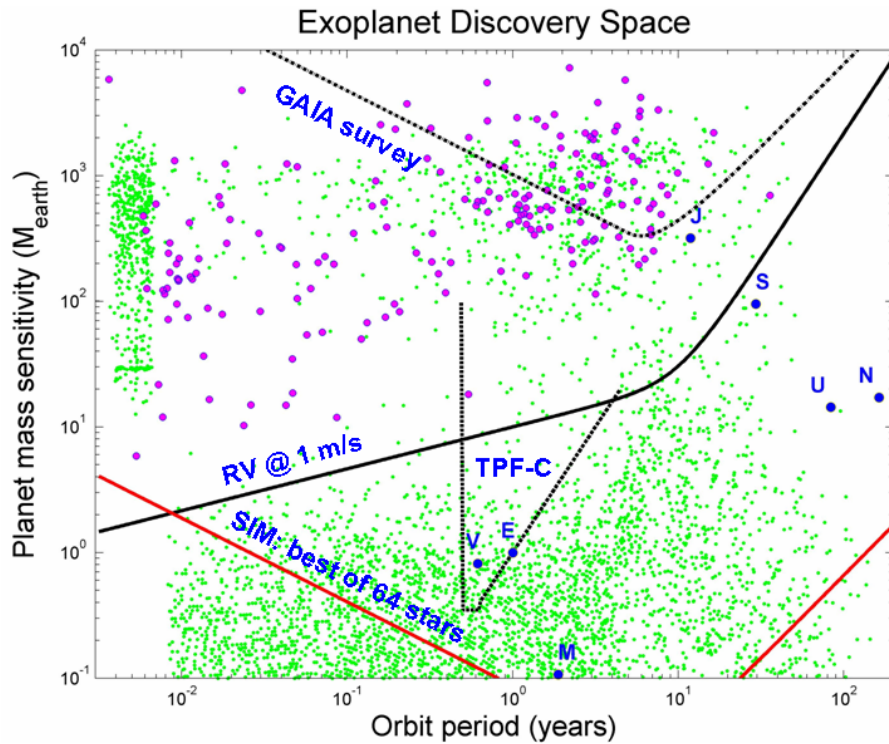 Exoplanet Discovery Space
Planet mass sensitivity (M_earth)
10^4
10^3
10^2
10^1
10^0
10^-1
GAIA survey
J
S
U
N
RV @ 1 m/s
TPF-C
SIM: best of 64 stars
V
E
M
10^-2
10^-1
10^0
10^1
10^2
Orbit period (years)